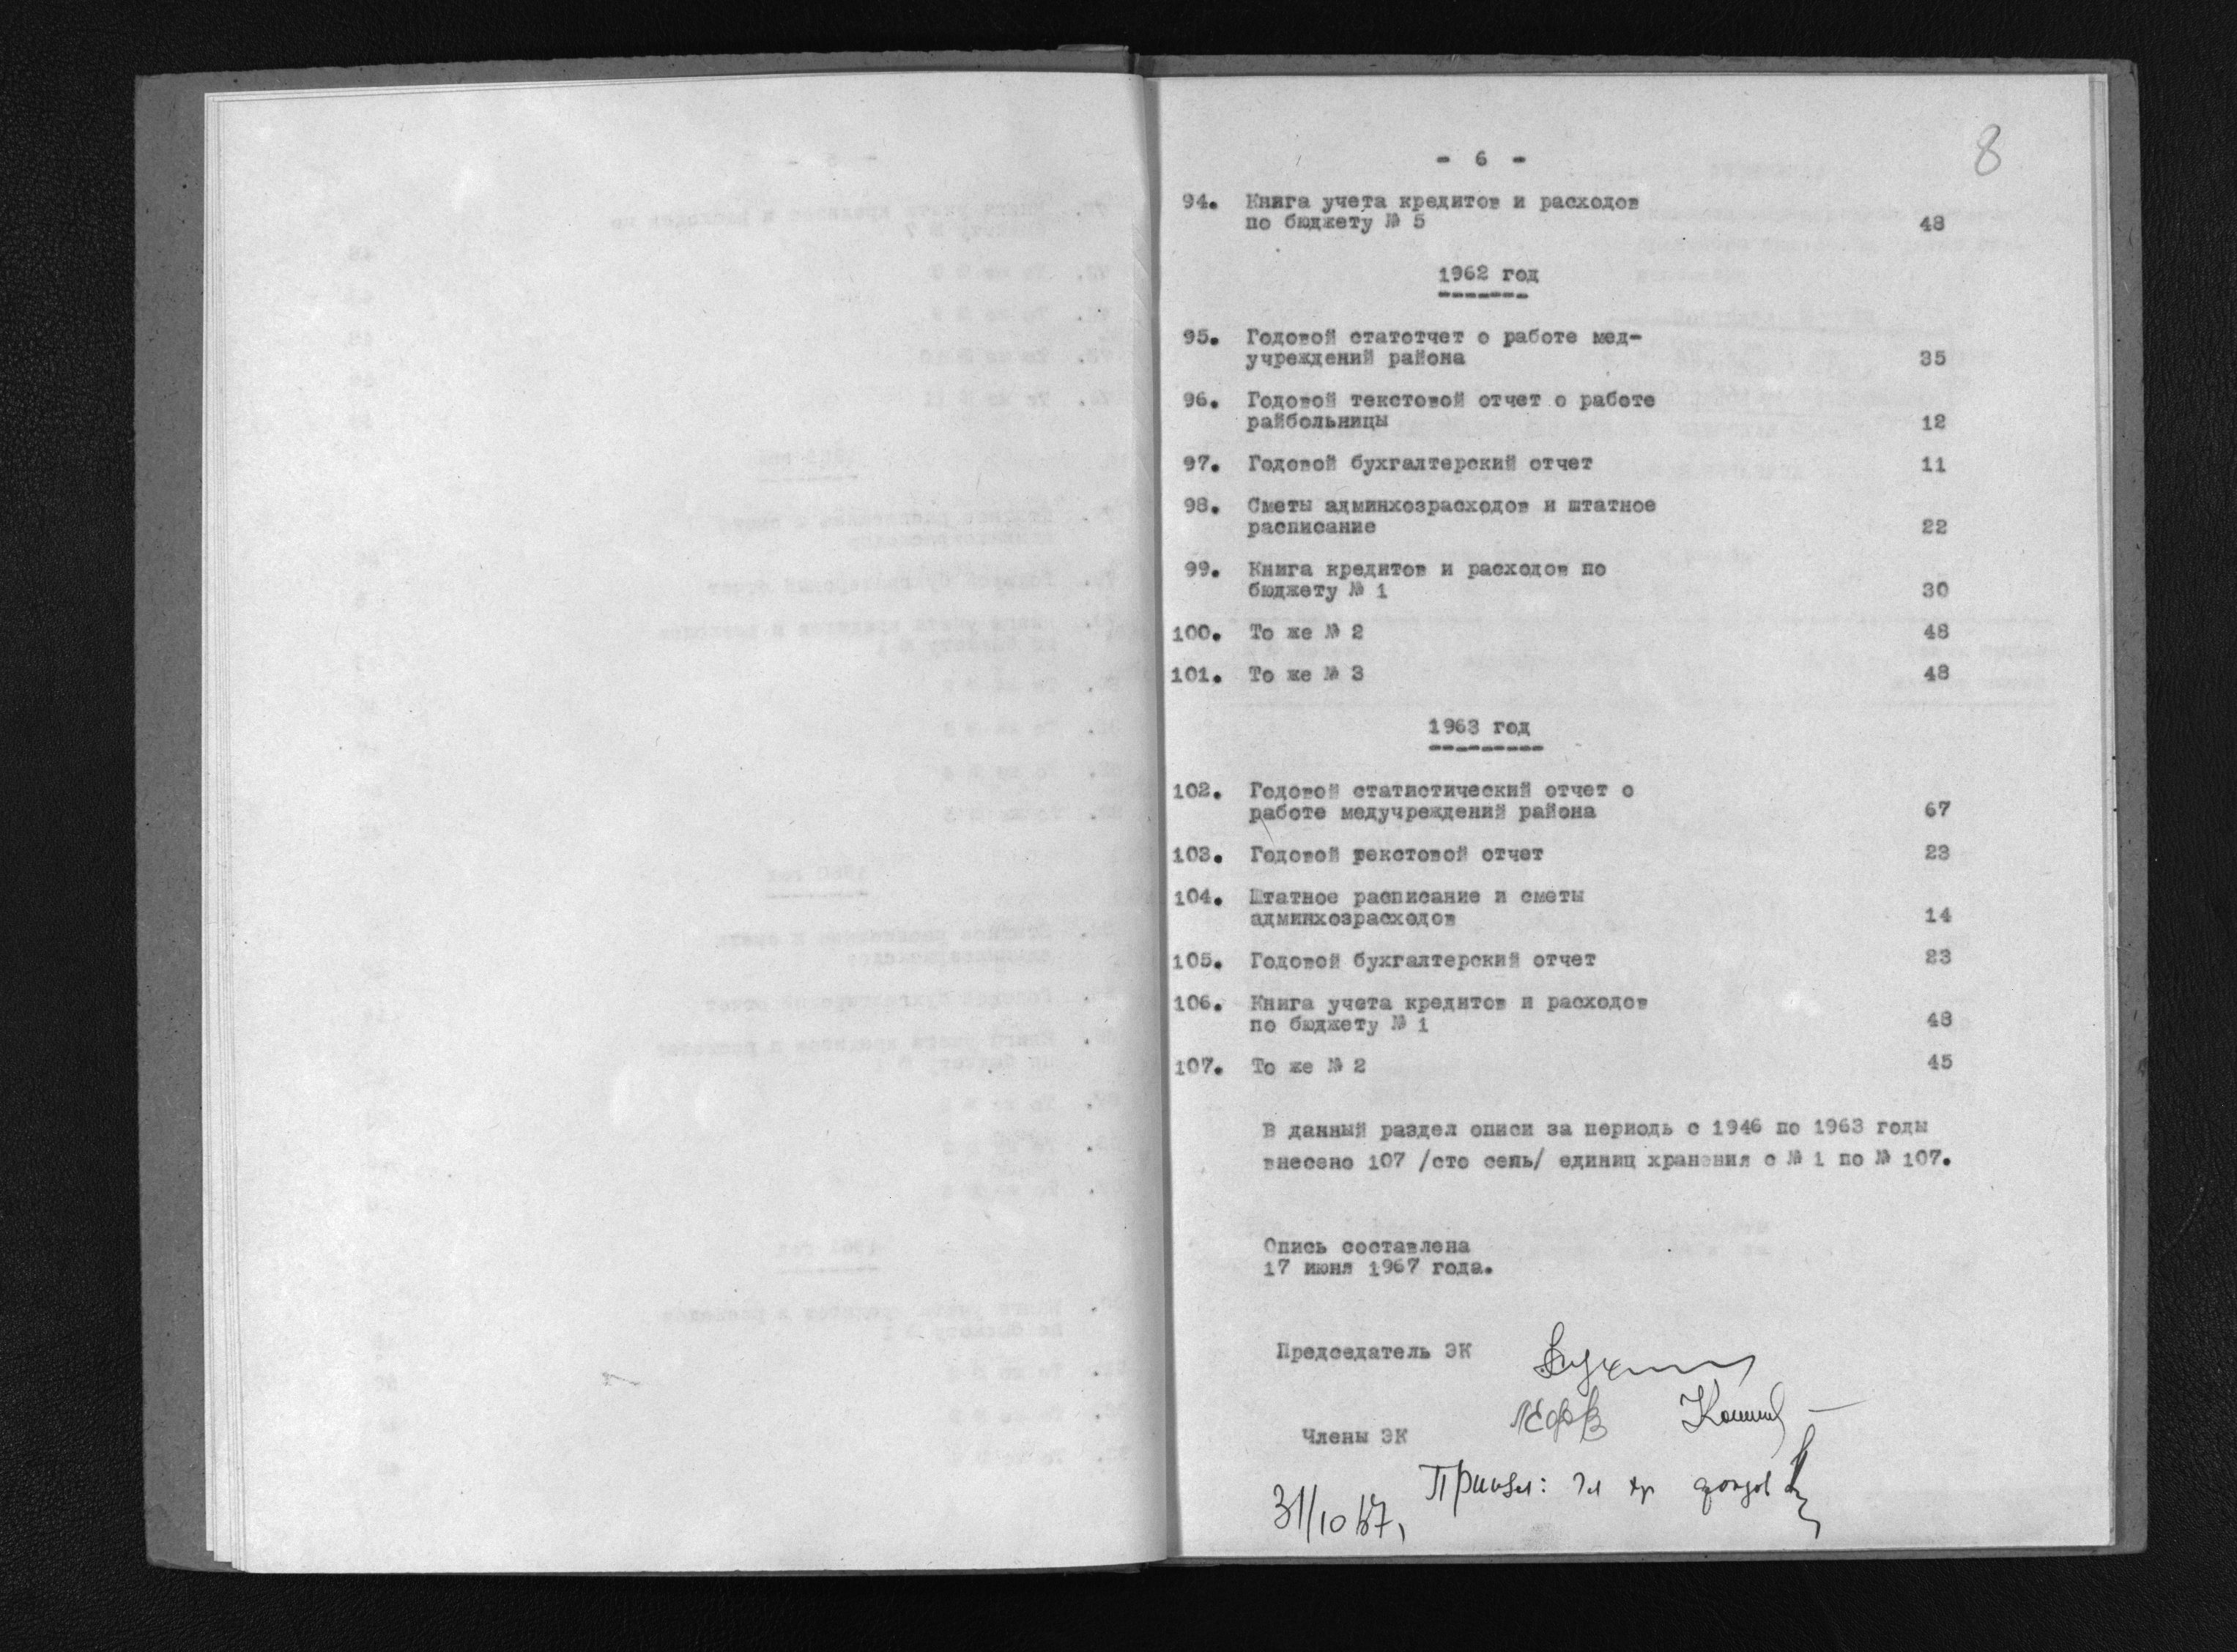 8
- 6 -
94. Книга учета кредитов и расходов
по бюджету № 5 48
1962 год
95. Годовой статотчет о работе мед-
учреждений района 35
96. Годовой текстовой отчет о работе
райбольницы 12
97. Годовой бухгалтерский отчет 11
98. Сметы админхозрасходов и штатное
расписание 22
99. Книга кредитов и расходов по
бюджету № 1 30
100. То же № 2 48
101. То же № 3 48
1963 год
102. Годовой статистический отчет о
работе медучреждений района 67
103. Годовой текстовой отчет 23
104. Штатное расписание и сметы
админхозрасходов 14
105. Годовой бухгалтерский отчет 23
106. Книга учета кредитов и расходов
по бюджету № 1 48
107. То же № 2 45
В данный раздел описи за периодь с 1946 по 1963 годы
внесено 107 /сто семь/ единиц хранения с № 1 по № 107.
Опись составлена
17 июня 1967 года.
Председатель ЭК
Члены ЭК
Принял: Гл хр фондов
31/10 67,